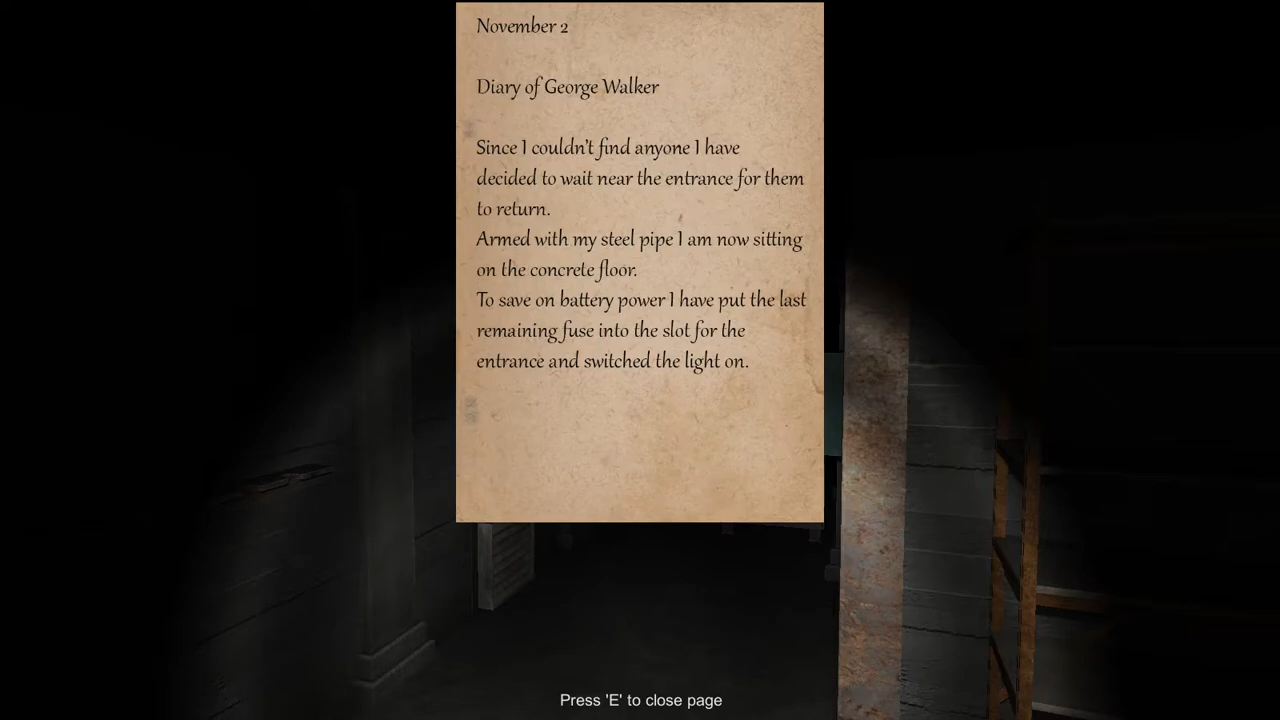 November 2
Diary of George Walker
Since I couldn't find anyone I have
decided to wait near the entrance for them
to return.
Armed with my steel pipe I am now sitting
on the concrete floor.
To save on battery power I have put the last
remaining fuse into the slot for the
entrance and switched the light on.
Press 'E' to close page